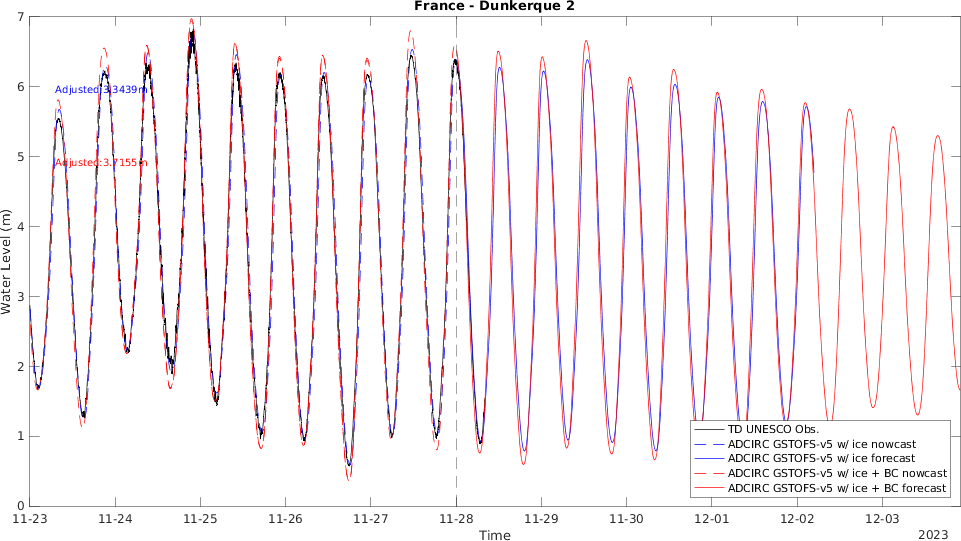 France - Dunkerque 2
7
6
5
4
3
2
1
0
Water Level (m)
Adjusted:3.3439m
Adjusted:3.7155m
TD UNESCO Obs.
ADCIRC GSTOFS-v5 w/ ice nowcast
ADCIRC GSTOFS-v5 w/ ice forecast
ADCIRC GSTOFS-v5 w/ ice + BC nowcast
ADCIRC GSTOFS-v5 w/ ice + BC forecast
11-23 11-24 11-25 11-26 11-27 11-28 11-29 11-30 12-01 12-02 12-03
Time
2023